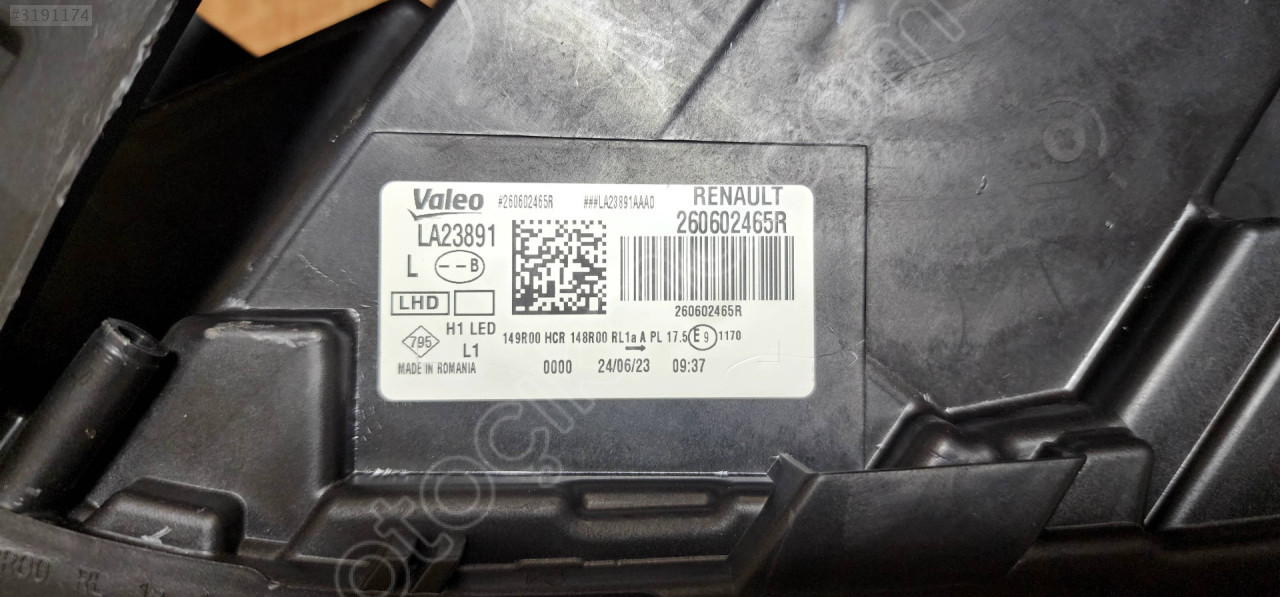 #3191174
Valeo #260602465R ###LA23891AAA0 RENAULT
LA23891 260602465R
L --B
LHD
260602465R
795 H1 LED 149R00 HCR 148R00 RL1a A PL 17.5 E9 1170
L1
MADE IN ROMANIA 0000 24/06/23 09:37